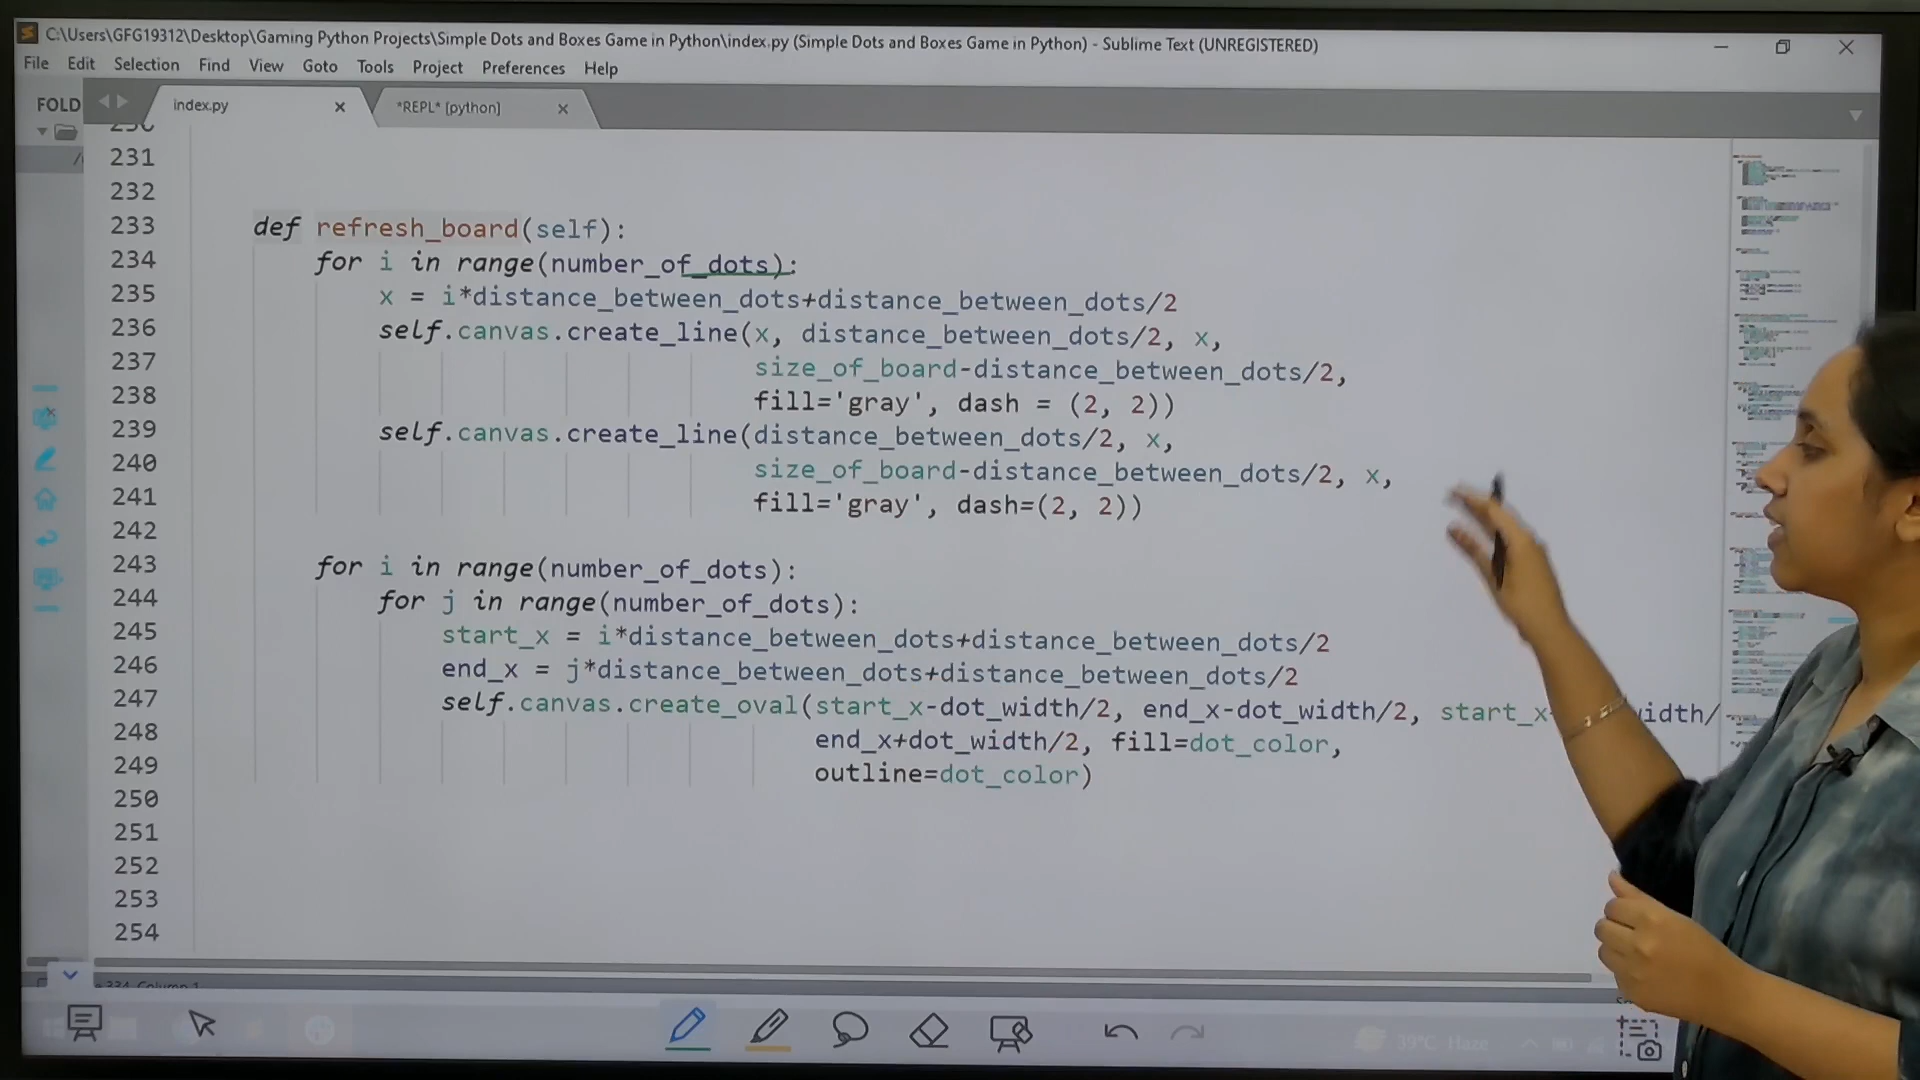 C:\Users\GFG19312\Desktop\Gaming Python Projects\Simple Dots and Boxes Game in Python\index.py (Simple Dots and Boxes Game in Python) - Sublime Text (UNREGISTERED)
File Edit Selection Find View Goto Tools Project Preferences Help
FOLD
index.py
*REPL* [python]
231
232
233 def refresh_board(self):
234 for i in range(number_of_dots):
235 x = i*distance_between_dots+distance_between_dots/2
236 self.canvas.create_line(x, distance_between_dots/2, x,
237 size_of_board-distance_between_dots/2,
238 fill='gray', dash = (2, 2))
239 self.canvas.create_line(distance_between_dots/2, x,
240 size_of_board-distance_between_dots/2, x,
241 fill='gray', dash=(2, 2))
242
243 for i in range(number_of_dots):
244 for j in range(number_of_dots):
245 start_x = i*distance_between_dots+distance_between_dots/2
246 end_x = j*distance_between_dots+distance_between_dots/2
247 self.canvas.create_oval(start_x-dot_width/2, end_x-dot_width/2, start_x width/
248 end_x+dot_width/2, fill=dot_color,
249 outline=dot_color)
250
251
252
253
254
39°C Haze